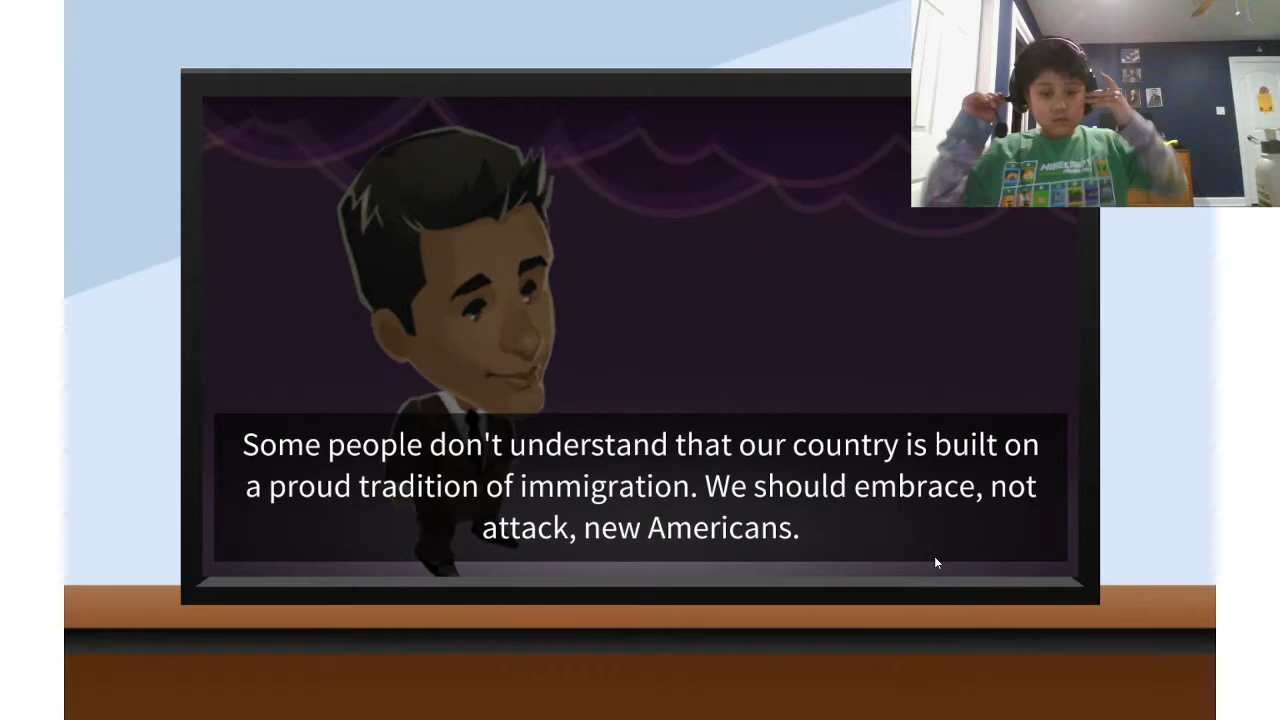 Some people don't understand that our country is built on
a proud tradition of immigration. We should embrace, not
attack, new Americans.
MINECRAFT